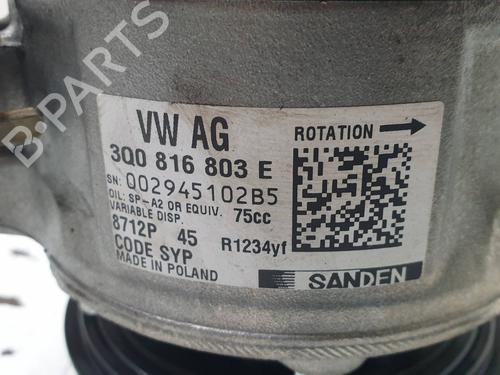 B-PARTS
VW AG
ROTATION
3Q0 816 803 E
SN: Q02945102B5
OIL: SP-A2 OR EQUIV. 75cc
VARIABLE DISP.
8712P 45 R1234yf
CODE SYP
MADE IN POLAND
SANDEN